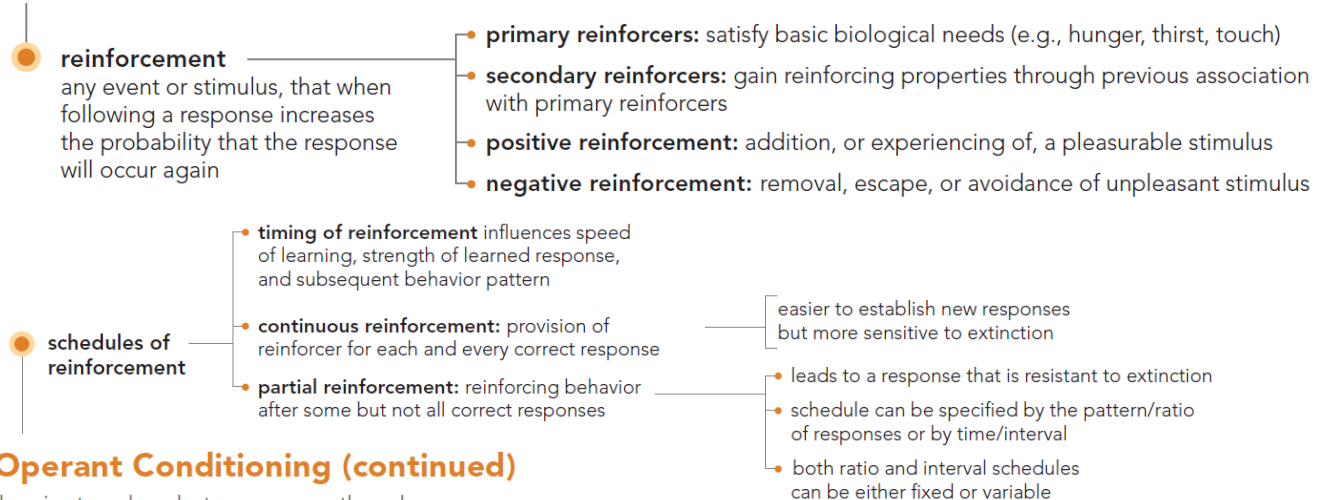 reinforcement
any event or stimulus, that when
following a response increases
the probability that the response
will occur again
primary reinforcers: satisfy basic biological needs (e.g., hunger, thirst, touch)
secondary reinforcers: gain reinforcing properties through previous association
with primary reinforcers
positive reinforcement: addition, or experiencing of, a pleasurable stimulus
negative reinforcement: removal, escape, or avoidance of unpleasant stimulus
schedules of
reinforcement
timing of reinforcement influences speed
of learning, strength of learned response,
and subsequent behavior pattern
continuous reinforcement: provision of
reinforcer for each and every correct response
easier to establish new responses
but more sensitive to extinction
partial reinforcement: reinforcing behavior
after some but not all correct responses
leads to a response that is resistant to extinction
schedule can be specified by the pattern/ratio
of responses or by time/interval
both ratio and interval schedules
can be either fixed or variable
Operant Conditioning (continued)